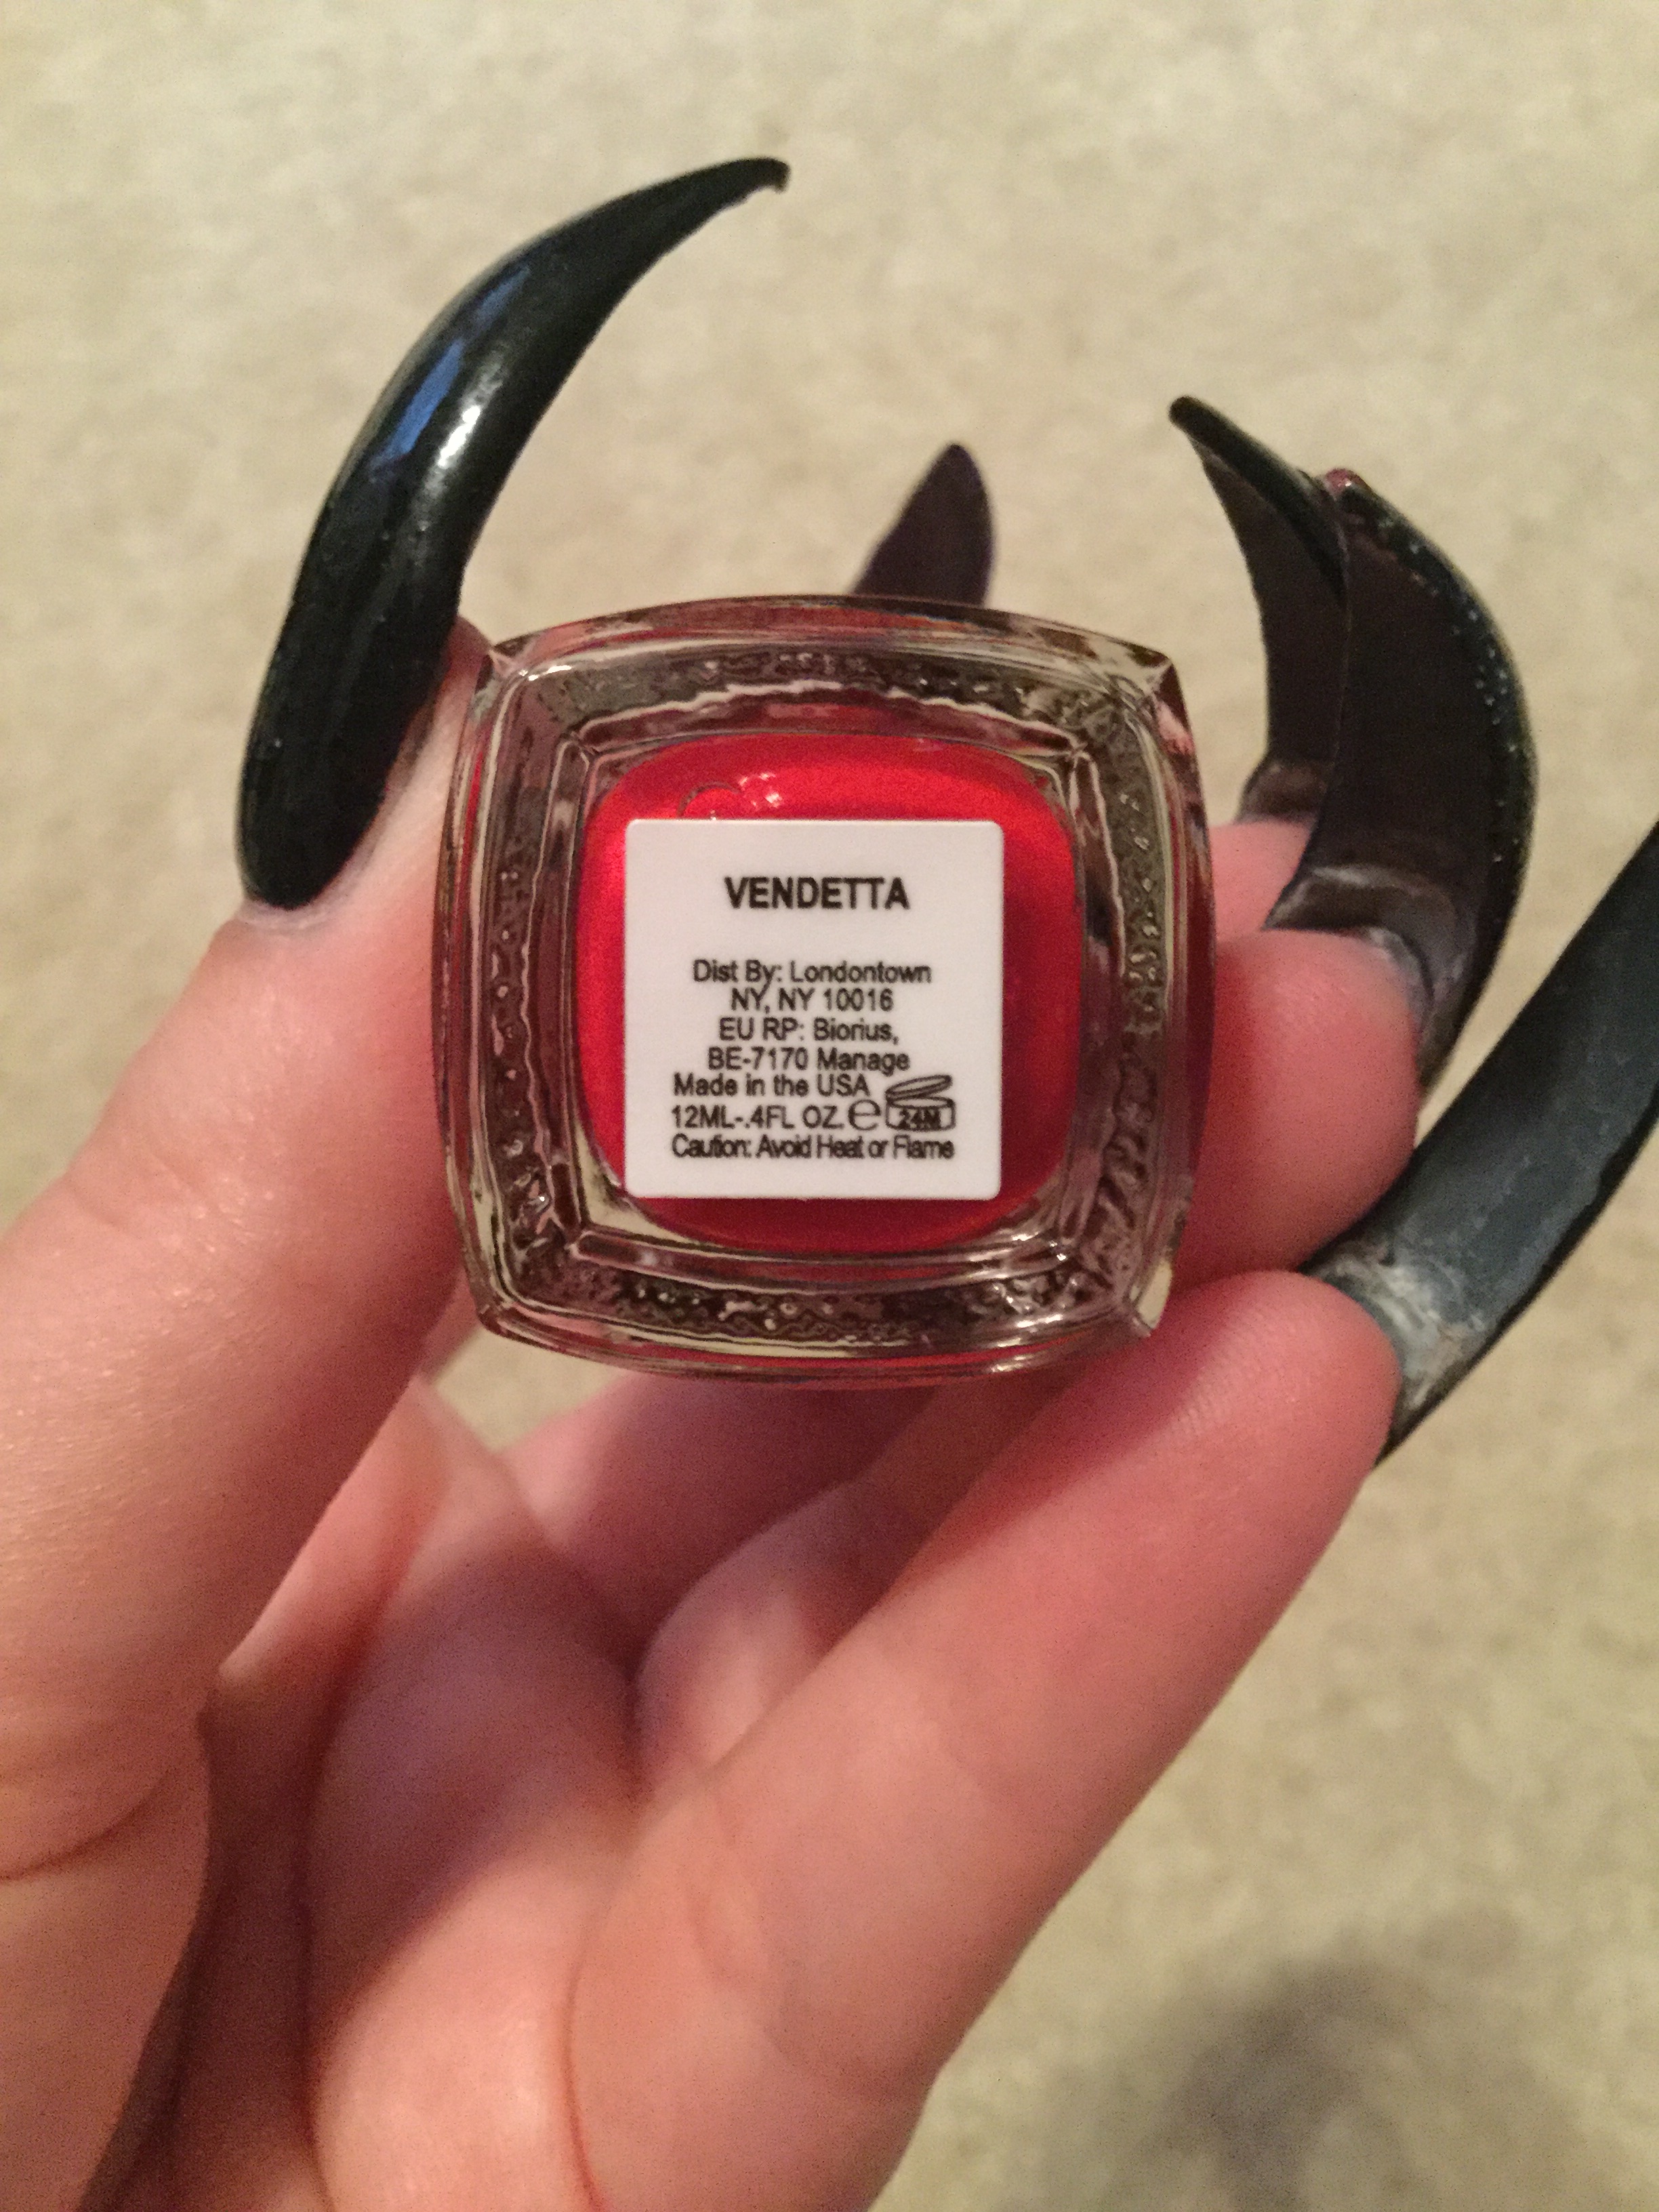 VENDETTA
Dist By: Londontown
NY, NY 10016
EU RP: Biorius,
BE-7170 Manage
Made in the USA
12ML-.4FL OZ. e 24M
Caution: Avoid Heat or Flame